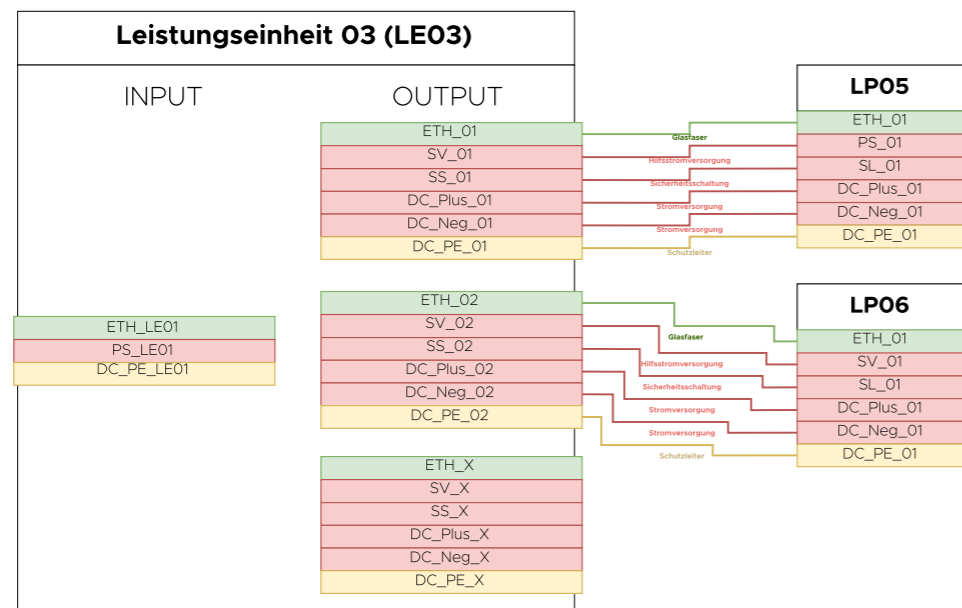 Leistungseinheit 03 (LE03)
INPUT
OUTPUT
ETH_LE01
PS_LE01
DC_PE_LE01
ETH_01
SV_01
SS_01
DC_Plus_01
DC_Neg_01
DC_PE_01
ETH_02
SV_02
SS_02
DC_Plus_02
DC_Neg_02
DC_PE_02
ETH_X
SV_X
SS_X
DC_Plus_X
DC_Neg_X
DC_PE_X
Glasfaser
Hilfsstromversorgung
Sicherheitsschaltung
Stromversorgung
Stromversorgung
Schutzleiter
Glasfaser
Hilfsstromversorgung
Sicherheitsschaltung
Stromversorgung
Stromversorgung
Schutzleiter
LP05
ETH_01
PS_01
SL_01
DC_Plus_01
DC_Neg_01
DC_PE_01
LP06
ETH_01
SV_01
SL_01
DC_Plus_01
DC_Neg_01
DC_PE_01